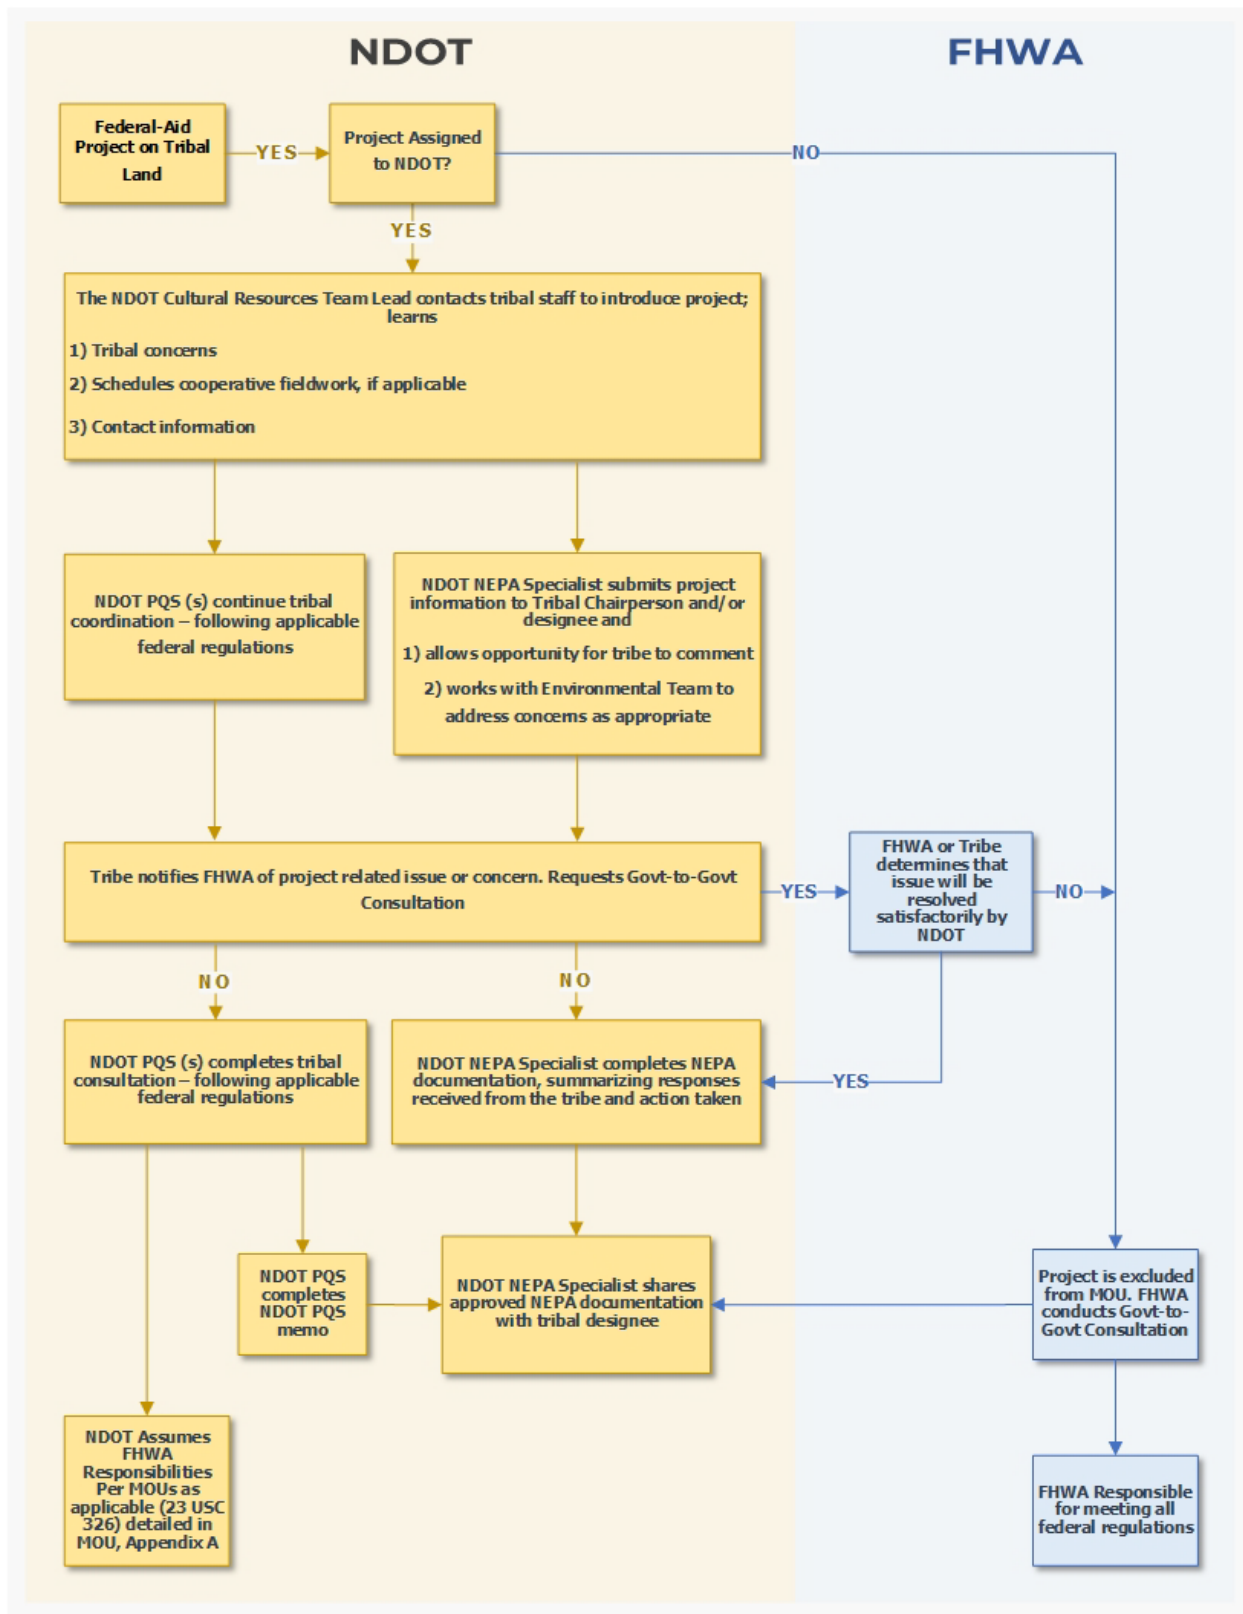 NDOT
FHWA
Federal-Aid
Project on Tribal
Land
YES
Project Assigned
to NDOT?
NO
YES
The NDOT Cultural Resources Team Lead contacts tribal staff to introduce project;
learns
1) Tribal concerns
2) Schedules cooperative fieldwork, if applicable
3) Contact information
NDOT PQS (s) continue tribal
coordination – following applicable
federal regulations
NDOT NEPA Specialist submits project
information to Tribal Chairperson and/or
designee and
1) allows opportunity for tribe to comment
2) works with Environmental Team to
address concerns as appropriate
Tribe notifies FHWA of project related issue or concern. Requests Govt-to-Govt
Consultation
YES
FHWA or Tribe
determines that
issue will be
resolved
satisfactorily by
NDOT
NO
NO
NO
NDOT PQS (s) completes tribal
consultation – following applicable
federal regulations
NDOT NEPA Specialist completes NEPA
documentation, summarizing responses
received from the tribe and action taken
YES
NDOT PQS
completes
NDOT PQS
memo
NDOT NEPA Specialist shares
approved NEPA documentation
with tribal designee
Project is excluded
from MOU. FHWA
conducts Govt-to-
Govt Consultation
NDOT Assumes
FHWA
Responsibilities
Per MOUs as
applicable (23 USC
326) detailed in
MOU, Appendix A
FHWA Responsible
for meeting all
federal regulations